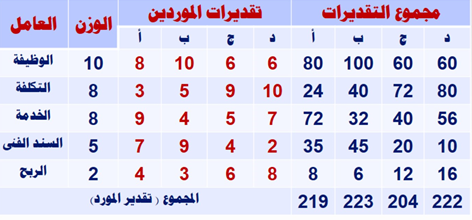 العامل الوزن تقديرات الموردين مجموع التقديرات
أ ب ج د أ ب ج د
الوظيفة 10 8 10 6 6 80 100 60 60
التكلفة 8 3 5 9 10 24 40 72 80
الخدمة 8 9 4 5 7 72 32 40 56
السند الفنى 5 7 9 4 2 35 45 20 10
الربح 2 4 3 6 8 8 6 12 16
المجموع ( تقدير المورد) 219 223 204 222